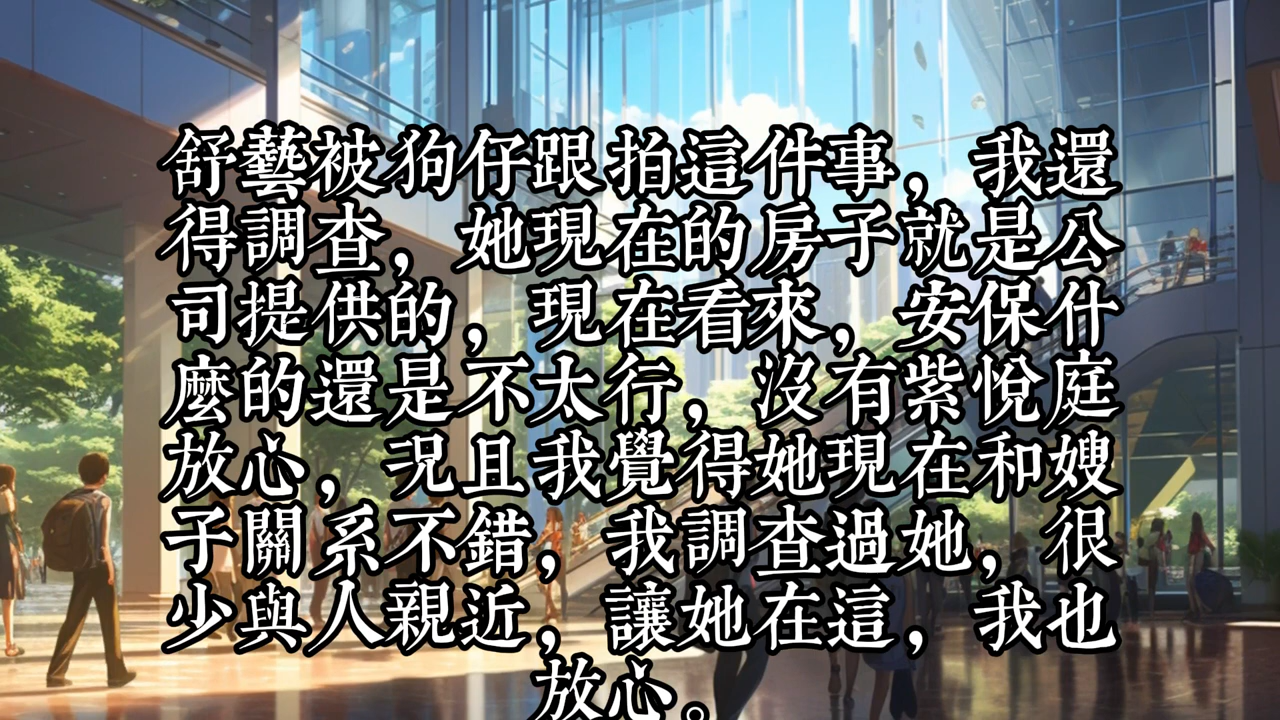 舒藝被狗仔跟拍這件事，我還
得調查，她現在的房子就是公
司提供的，現在看來，安保什
麼的還是不太行，沒有紫悅庭
放心，況且我覺得她現在和嫂
子關系不錯，我調查過她，很
少與人親近，讓她在這，我也
放心。